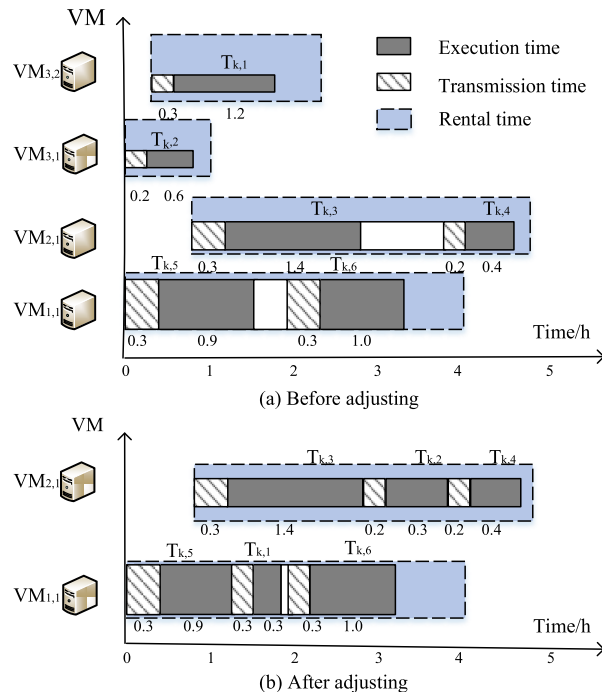 VM
VM3,2
Tk,1
0.3 1.2
Execution time
Transmission time
Rental time
VM3,1
Tk,2
0.2 0.6
VM2,1
Tk,3 Tk,4
0.3 1.4 0.2 0.4
VM1,1
Tk,5 Tk,6
0.3 0.9 0.3 1.0
Time/h
0 1 2 3 4 5
(a) Before adjusting
VM
VM2,1
Tk,3 Tk,2 Tk,4
0.3 1.4 0.2 0.3 0.2 0.4
VM1,1
Tk,5 Tk,1 Tk,6
0.3 0.9 0.3 0.3 0.3 1.0
Time/h
0 1 2 3 4 5
(b) After adjusting